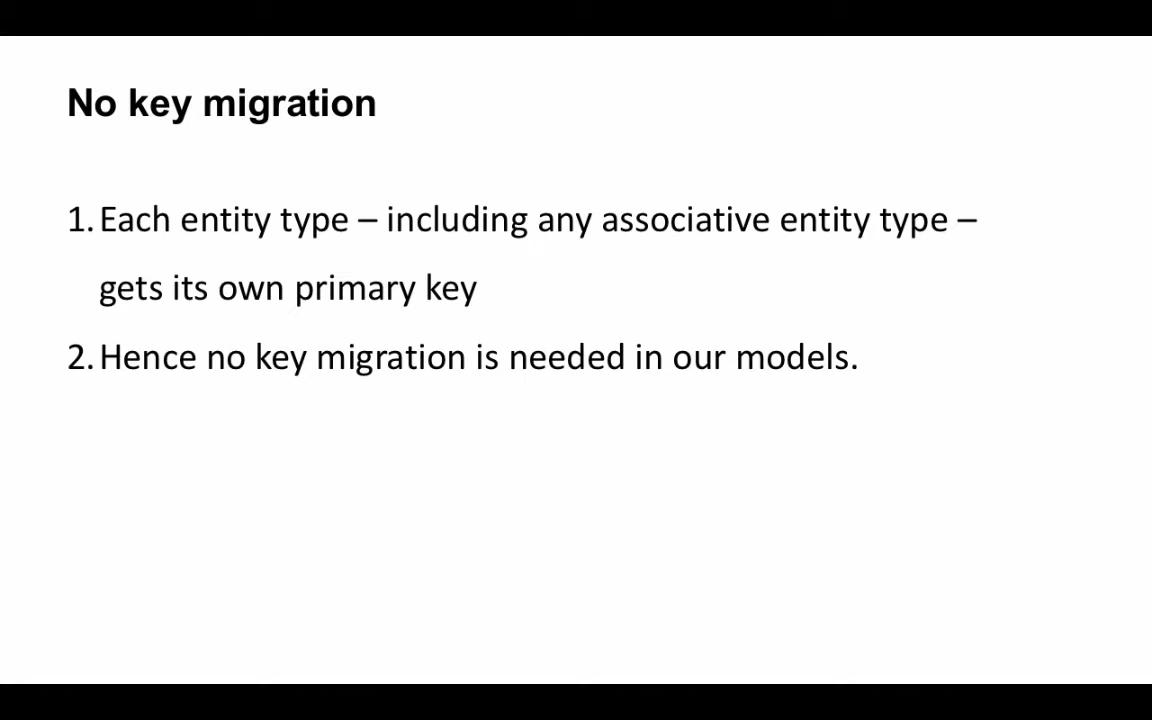 No key migration
1. Each entity type – including any associative entity type –
gets its own primary key
2. Hence no key migration is needed in our models.